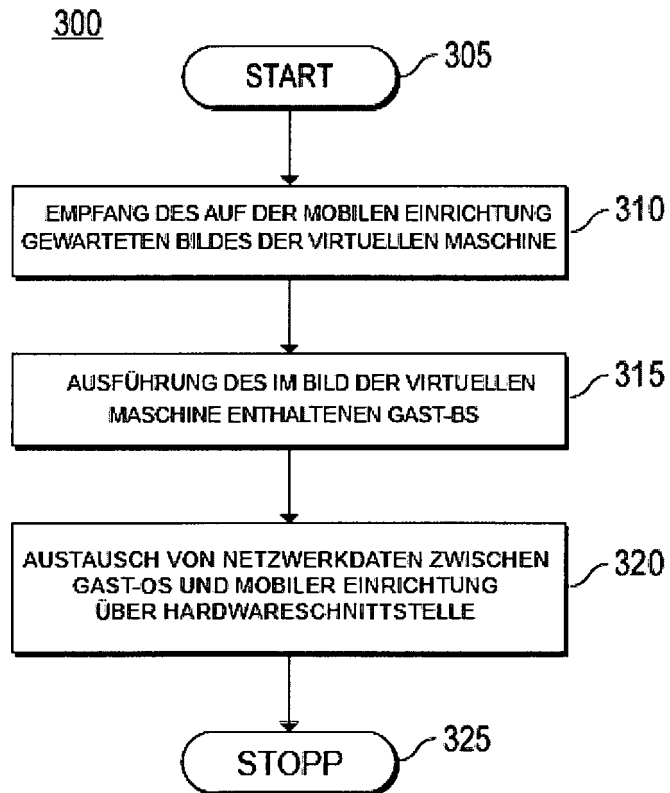 300
START
305
EMPFANG DES AUF DER MOBILEN EINRICHTUNG
GEWARTETEN BILDES DER VIRTUELLEN MASCHINE
310
AUSFÜHRUNG DES IM BILD DER VIRTUELLEN
MASCHINE ENTHALTENEN GAST-BS
315
AUSTAUSCH VON NETZWERKDATEN ZWISCHEN
GAST-OS UND MOBILER EINRICHTUNG
ÜBER HARDWARESCHNITTSTELLE
320
STOPP
325